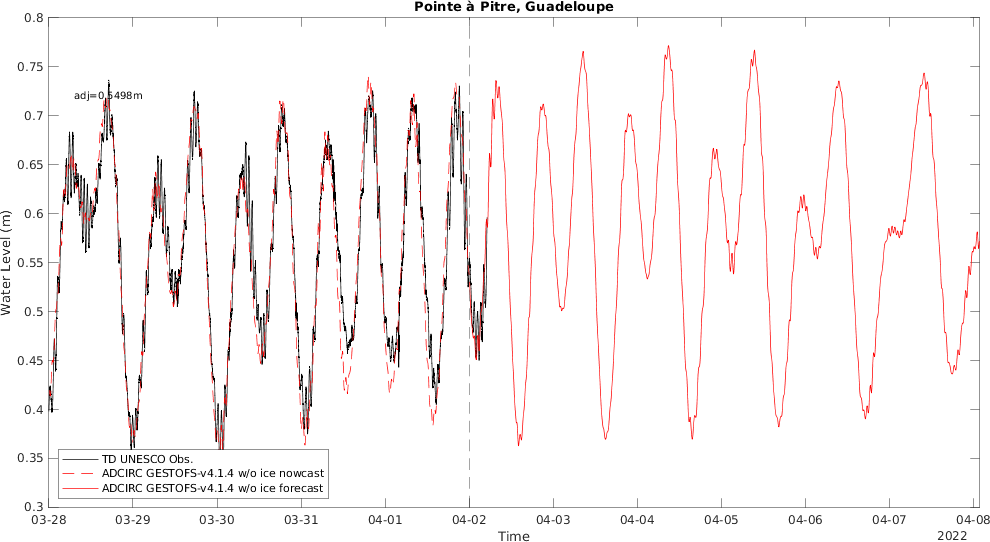 Pointe à Pitre, Guadeloupe
0.8
0.75
0.7
0.65
0.6
0.55
0.5
0.45
0.4
0.35
0.3
Water Level (m)
adj=0.5498m
TD UNESCO Obs.
ADCIRC GESTOFS-v4.1.4 w/o ice nowcast
ADCIRC GESTOFS-v4.1.4 w/o ice forecast
03-28 03-29 03-30 03-31 04-01 04-02 04-03 04-04 04-05 04-06 04-07 04-08
Time
2022